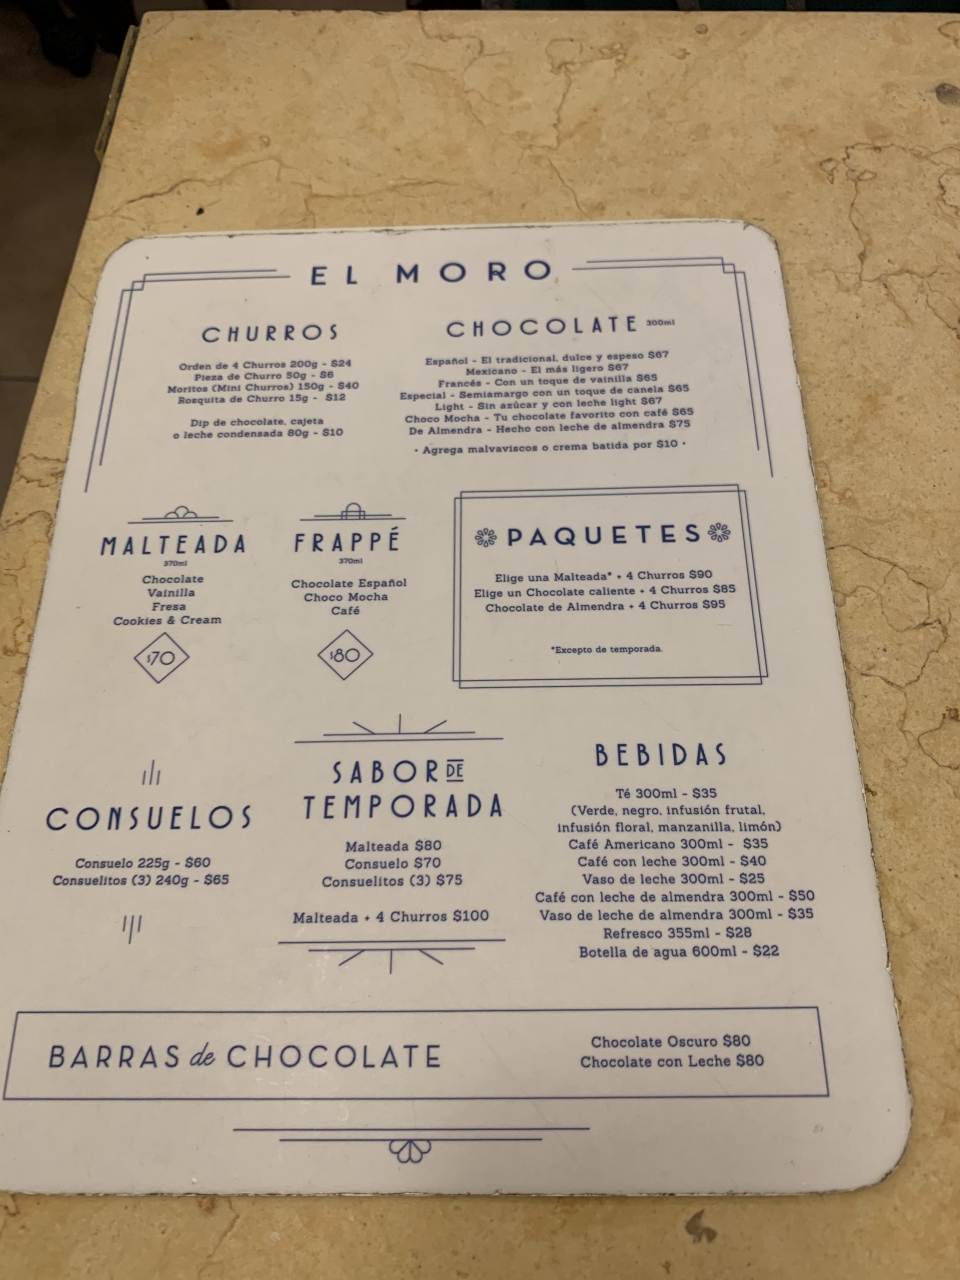 EL MORO
CHURROS
Orden de 4 Churros 200g - $24
Pieza de Churro 50g - $6
Moritos (Mini Churros) 150g - $40
Rosquita de Churro 15g - $12
Dip de chocolate, cajeta
o leche condensada 80g - $10
CHOCOLATE 300ml
Español - El tradicional, dulce y espeso $67
Mexicano - El más ligero $67
Francés - Con un toque de vainilla $65
Especial - Semiamargo con un toque de canela $65
Light - Sin azúcar y con leche light $67
Choco Mocha - Tu chocolate favorito con café $65
De Almendra - Hecho con leche de almendra $75
• Agrega malvaviscos o crema batida por $10 •
MALTEADA
370ml
Chocolate
Vainilla
Fresa
Cookies & Cream
$70
FRAPPÉ
370ml
Chocolate Español
Choco Mocha
Café
$80
PAQUETES
Elige una Malteada* + 4 Churros $90
Elige un Chocolate caliente + 4 Churros $85
Chocolate de Almendra + 4 Churros $95
*Excepto de temporada.
CONSUELOS
Consuelo 225g - $60
Consuelitos (3) 240g - $65
SABOR DE
TEMPORADA
Malteada $80
Consuelo $70
Consuelitos (3) $75
Malteada + 4 Churros $100
BEBIDAS
Té 300ml - $35
(Verde, negro, infusión frutal,
infusión floral, manzanilla, limón)
Café Americano 300ml - $35
Café con leche 300ml - $40
Vaso de leche 300ml - $25
Café con leche de almendra 300ml - $50
Vaso de leche de almendra 300ml - $35
Refresco 355ml - $28
Botella de agua 600ml - $22
BARRAS de CHOCOLATE
Chocolate Oscuro $80
Chocolate con Leche $80